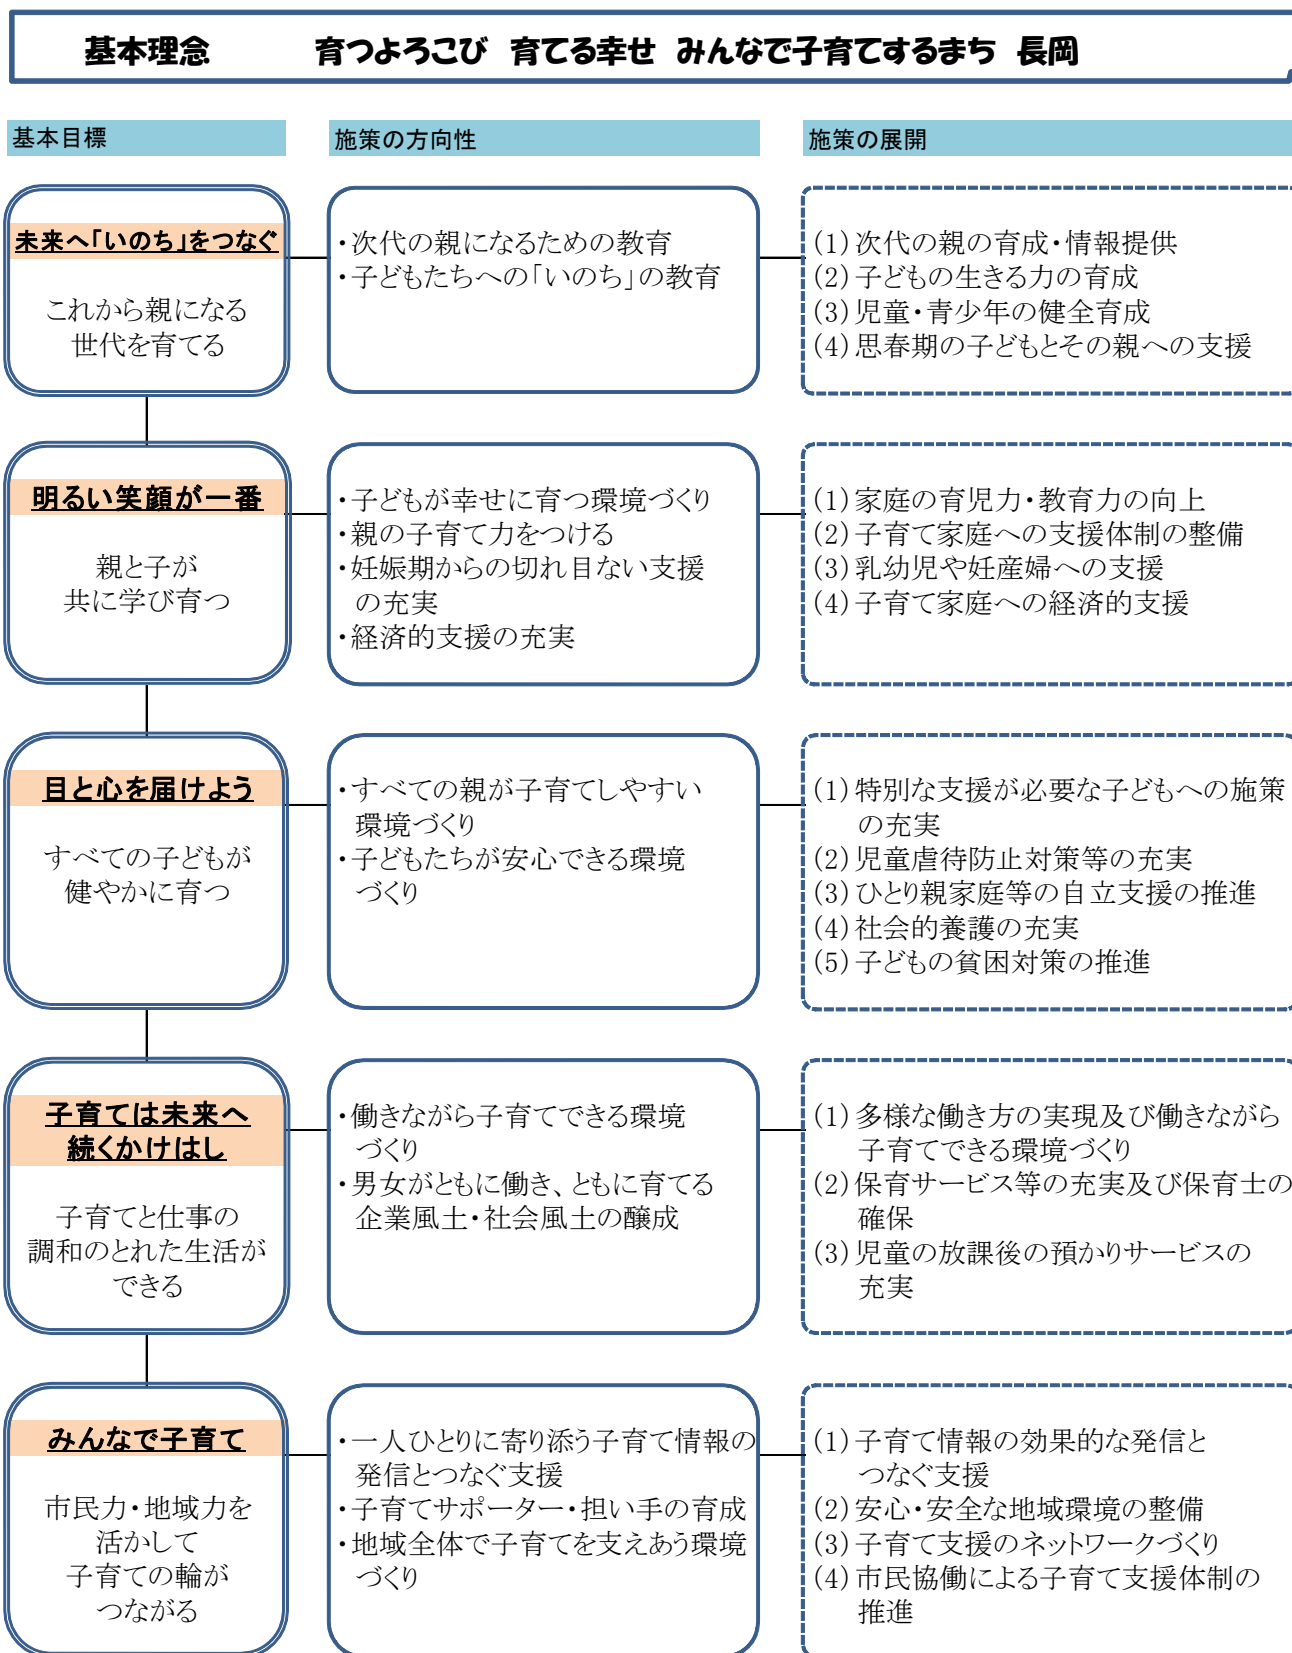 基本理念　育つよろこび 育てる幸せ みんなで子育てするまち 長岡
基本目標
施策の方向性
施策の展開
未来へ「いのち」をつなぐ
これから親になる
世代を育てる
・次代の親になるための教育
・子どもたちへの「いのち」の教育
(1)次代の親の育成・情報提供
(2)子どもの生きる力の育成
(3)児童・青少年の健全育成
(4)思春期の子どもとその親への支援
明るい笑顔が一番
親と子が
共に学び育つ
・子どもが幸せに育つ環境づくり
・親の子育て力をつける
・妊娠期からの切れ目ない支援
の充実
・経済的支援の充実
(1)家庭の育児力・教育力の向上
(2)子育て家庭への支援体制の整備
(3)乳幼児や妊産婦への支援
(4)子育て家庭への経済的支援
目と心を届けよう
すべての子どもが
健やかに育つ
・すべての親が子育てしやすい
環境づくり
・子どもたちが安心できる環境
づくり
(1)特別な支援が必要な子どもへの施策
の充実
(2)児童虐待防止対策等の充実
(3)ひとり親家庭等の自立支援の推進
(4)社会的養護の充実
(5)子どもの貧困対策の推進
子育ては未来へ
続くかけはし
子育てと仕事の
調和のとれた生活が
できる
・働きながら子育てできる環境
づくり
・男女がともに働き、ともに育てる
企業風土・社会風土の醸成
(1)多様な働き方の実現及び働きながら
子育てできる環境づくり
(2)保育サービス等の充実及び保育士の
確保
(3)児童の放課後の預かりサービスの
充実
みんなで子育て
市民力・地域力を
活かして
子育ての輪が
つながる
・一人ひとりに寄り添う子育て情報の
発信とつなぐ支援
・子育てサポーター・担い手の育成
・地域全体で子育てを支えあう環境
づくり
(1)子育て情報の効果的な発信と
つなぐ支援
(2)安心・安全な地域環境の整備
(3)子育て支援のネットワークづくり
(4)市民協働による子育て支援体制の
推進